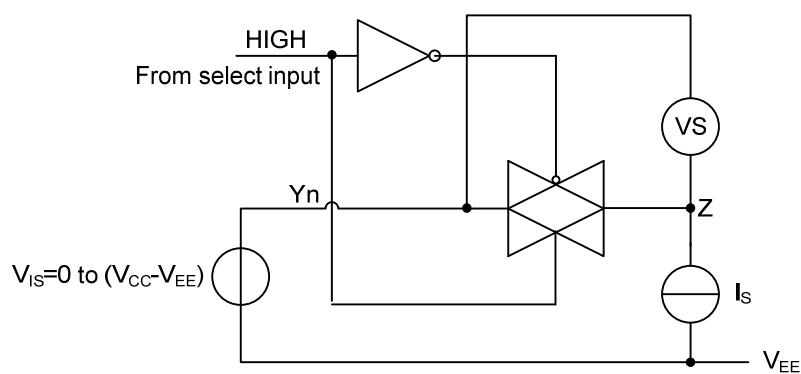 HIGH
From select input
VS
Yn
Z
V_IS=0 to (V_CC-V_EE)
I_S
V_EE